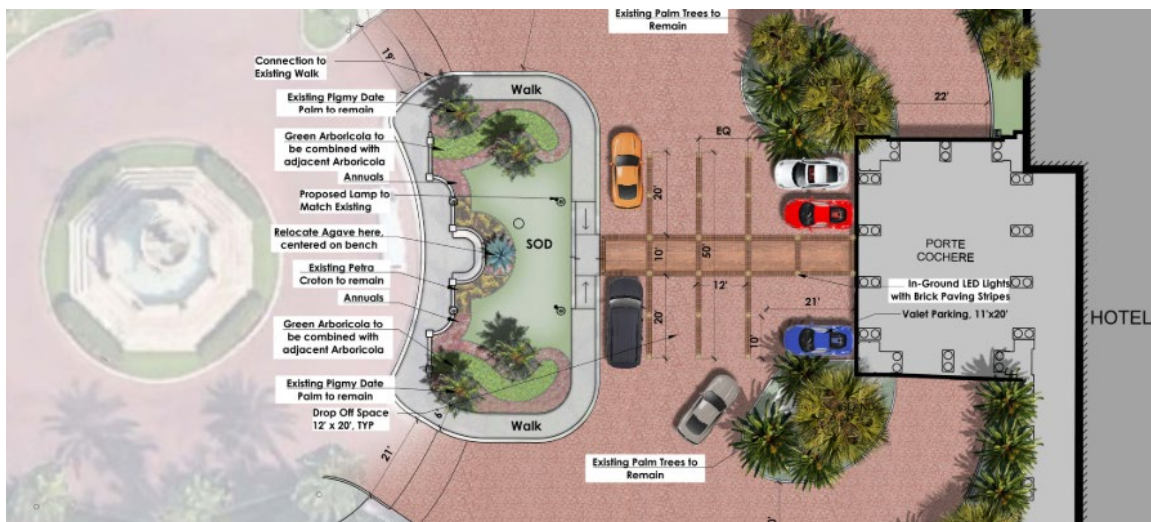 Existing Palm Trees to
Remain
19'
Connection to
Existing Walk
Walk
Existing Pigmy Date
Palm to remain
22'
EQ
Green Arboricola to
be combined with
adjacent Arboricola
Annuals
20'
Proposed Lamp to
Match Existing
Relocate Agave here,
centered on bench
SOD
10'
50'
PORTE
COCHERE
Existing Petra
Croton to remain
In-Ground LED Lights
with Brick Paving Stripes
12'
21'
Annuals
Valet Parking, 11'x20'
HOTEL
Green Arboricola to
be combined with
adjacent Arboricola
20'
10'
Existing Pigmy Date
Palm to remain
Drop Off Space
12' x 20', TYP
Walk
21'
Existing Palm Trees to
Remain